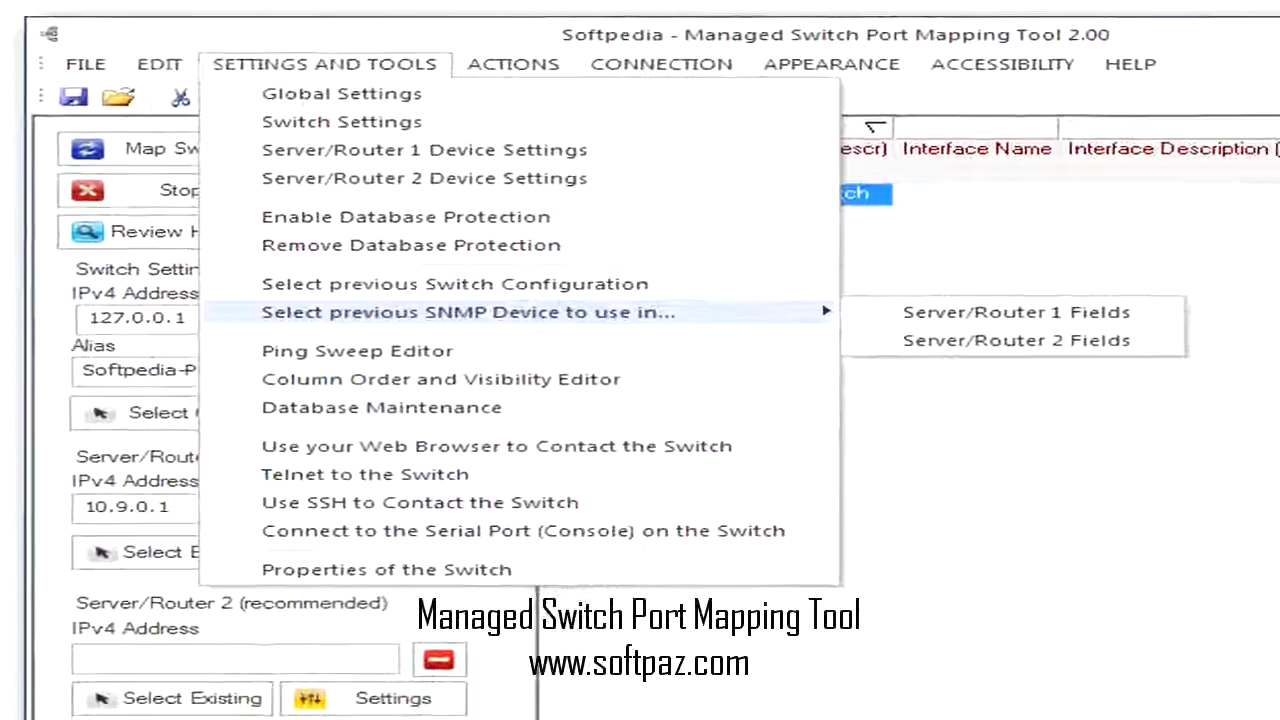 Softpedia - Managed Switch Port Mapping Tool 2.00
FILE EDIT SETTINGS AND TOOLS ACTIONS CONNECTION APPEARANCE ACCESSIBILITY HELP
Global Settings
Switch Settings
Server/Router 1 Device Settings
Server/Router 2 Device Settings
Enable Database Protection
Remove Database Protection
Select previous Switch Configuration
Select previous SNMP Device to use in...
Server/Router 1 Fields
Server/Router 2 Fields
Ping Sweep Editor
Column Order and Visibility Editor
Database Maintenance
Use your Web Browser to Contact the Switch
Telnet to the Switch
Use SSH to Contact the Switch
Connect to the Serial Port (Console) on the Switch
Properties of the Switch
Interface Name Interface Description (
Map Sw
Stop
Review H
Switch Settin
IPv4 Address
127.0.0.1
Alias
Softpedia-P
Select
Server/Route
IPv4 Address
10.9.0.1
Select E
Server/Router 2 (recommended)
IPv4 Address
Select Existing Settings
Managed Switch Port Mapping Tool
www.softpaz.com